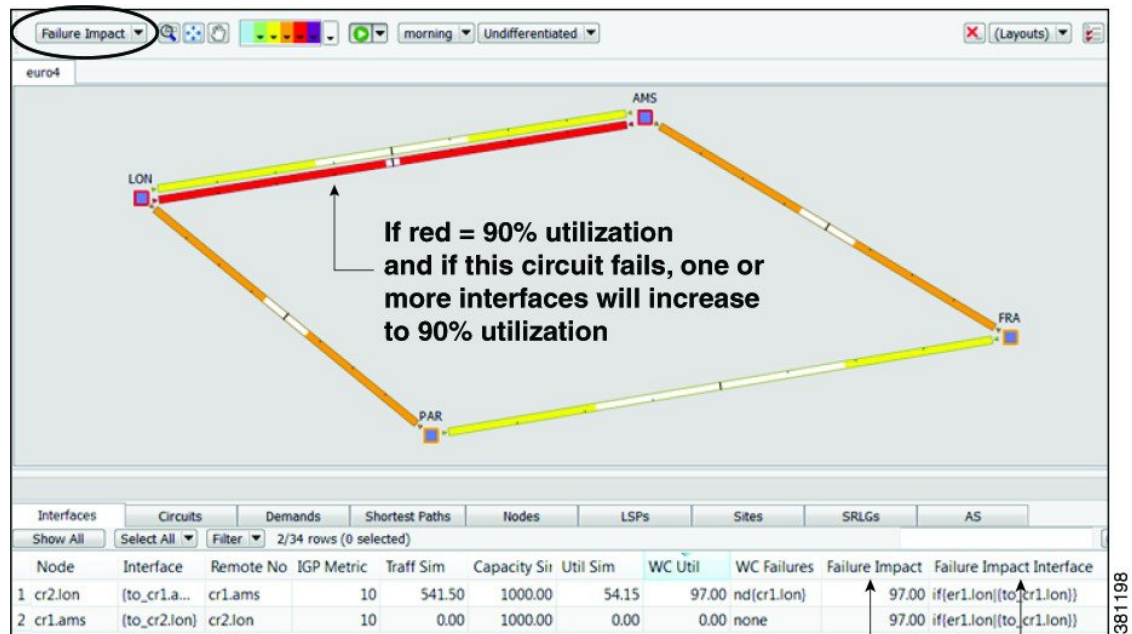 Failure Impact morning Undifferentiated (Layouts)
euro4
AMS
LON
If red = 90% utilization
and if this circuit fails, one or
more interfaces will increase
to 90% utilization
FRA
PAR
Interfaces Circuits Demands Shortest Paths Nodes LSPs Sites SRLGs AS
Show All Select All Filter 2/34 rows (0 selected)
Node Interface Remote No IGP Metric Traff Sim Capacity Sir Util Sim WC Util WC Failures Failure Impact Failure Impact Interface
1 cr2.lon {to_cr1.a... cr1.ams 10 541.50 1000.00 54.15 97.00 nd{cr1.lon} 97.00 if{er1.lon|{to_cr1.lon}}
2 cr1.ams {to_cr2.lon} cr2.lon 10 0.00 1000.00 0.00 0.00 none 97.00 if{er1.lon|{to_cr1.lon}}
381198